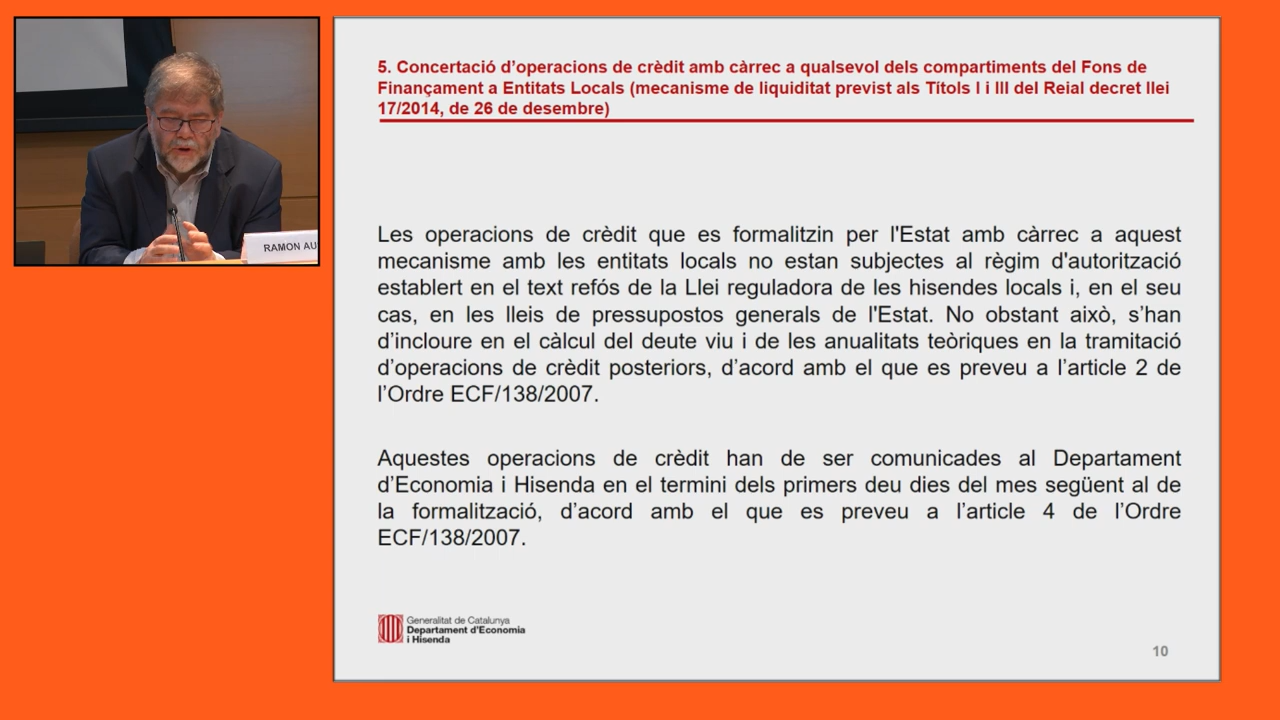 5. Concertació d’operacions de crèdit amb càrrec a qualsevol dels compartiments del Fons de
Finançament a Entitats Locals (mecanisme de liquiditat previst als Títols I i III del Reial decret llei
17/2014, de 26 de desembre)
RAMON AU
Les operacions de crèdit que es formalitzin per l'Estat amb càrrec a aquest
mecanisme amb les entitats locals no estan subjectes al règim d'autorització
establert en el text refós de la Llei reguladora de les hisendes locals i, en el seu
cas, en les lleis de pressupostos generals de l'Estat. No obstant això, s’han
d’incloure en el càlcul del deute viu i de les anualitats teòriques en la tramitació
d’operacions de crèdit posteriors, d’acord amb el que es preveu a l’article 2 de
l’Ordre ECF/138/2007.
Aquestes operacions de crèdit han de ser comunicades al Departament
d’Economia i Hisenda en el termini dels primers deu dies del mes següent al de
la formalització, d’acord amb el que es preveu a l’article 4 de l’Ordre
ECF/138/2007.
Generalitat de Catalunya
Departament d’Economia
i Hisenda
10